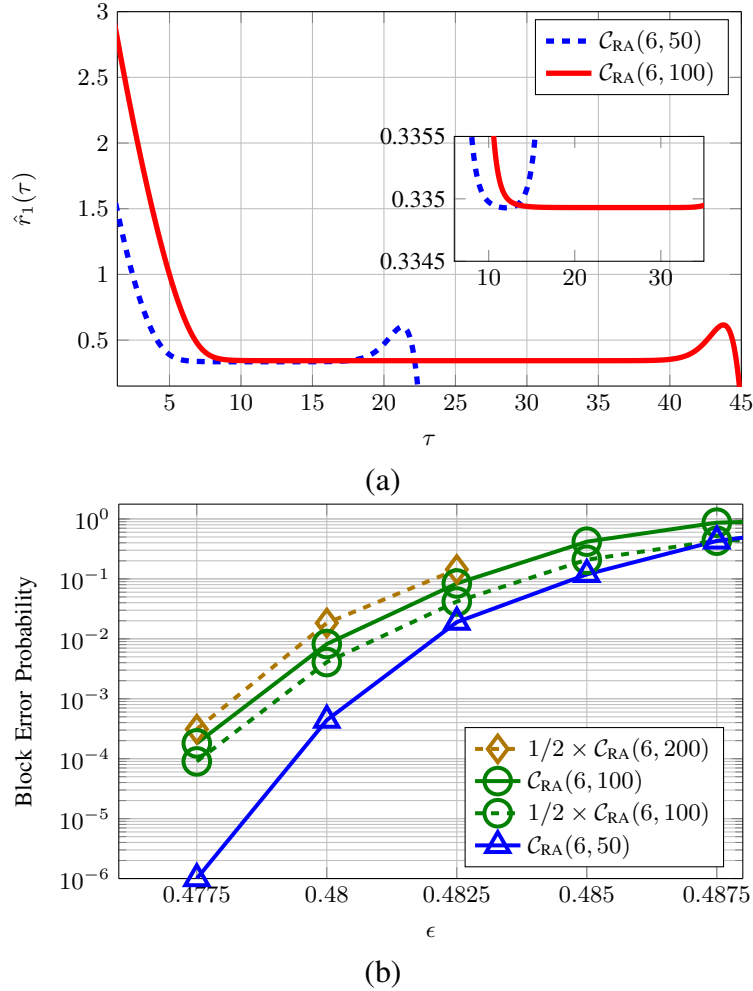 3
2.5
2
1.5
1
0.5
r̂₁(τ)
C_RA(6, 50)
C_RA(6, 100)
0.3355
0.335
0.3345
10 20 30
5 10 15 20 25 30 35 40 45
τ
(a)
10⁰
10⁻¹
10⁻²
10⁻³
10⁻⁴
10⁻⁵
10⁻⁶
Block Error Probability
1/2 × C_RA(6, 200)
C_RA(6, 100)
1/2 × C_RA(6, 100)
C_RA(6, 50)
0.4775 0.48 0.4825 0.485 0.4875
ϵ
(b)